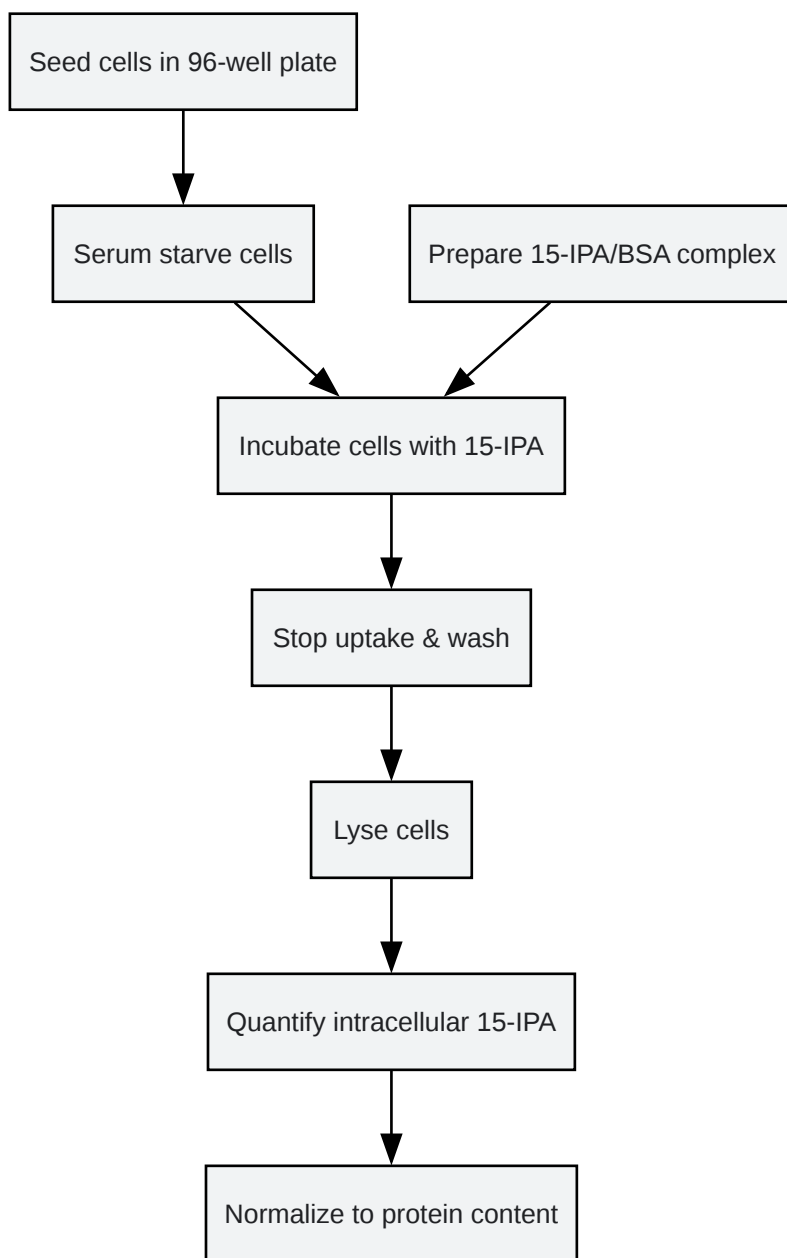 Seed cells in 96-well plate
Serum starve cells
Prepare 15-IPA/BSA complex
Incubate cells with 15-IPA
Stop uptake & wash
Lyse cells
Quantify intracellular 15-IPA
Normalize to protein content